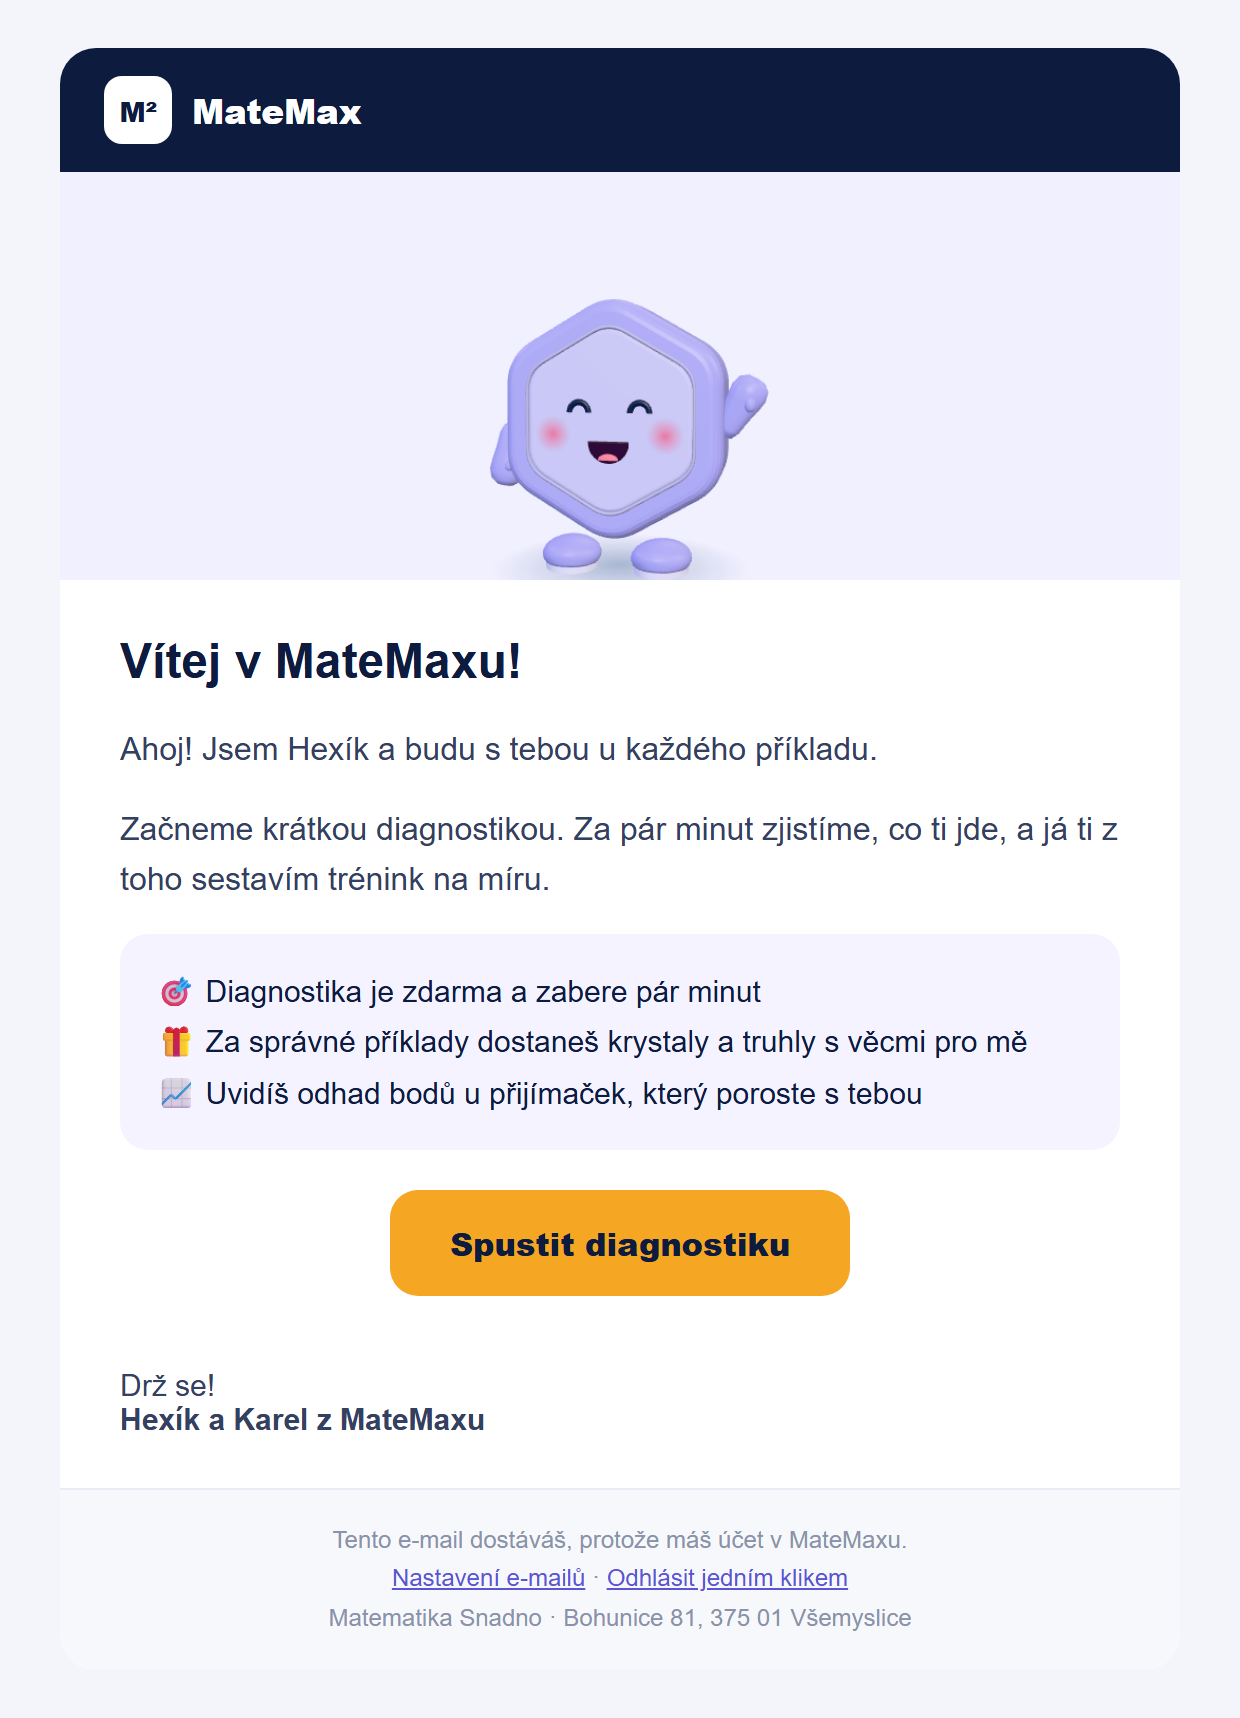 M²
MateMax
Vítej v MateMaxu!
Ahoj! Jsem Hexík a budu s tebou u každého příkladu.
Začneme krátkou diagnostikou. Za pár minut zjistíme, co ti jde, a já ti z
toho sestavím trénink na míru.
🎯 Diagnostika je zdarma a zabere pár minut
🎁 Za správné příklady dostaneš krystaly a truhly s věcmi pro mě
📈 Uvidíš odhad bodů u přijímaček, který poroste s tebou
Spustit diagnostiku
Drž se!
Hexík a Karel z MateMaxu
Tento e-mail dostáváš, protože máš účet v MateMaxu.
Nastavení e-mailů · Odhlásit jedním klikem
Matematika Snadno · Bohunice 81, 375 01 Všemyslice